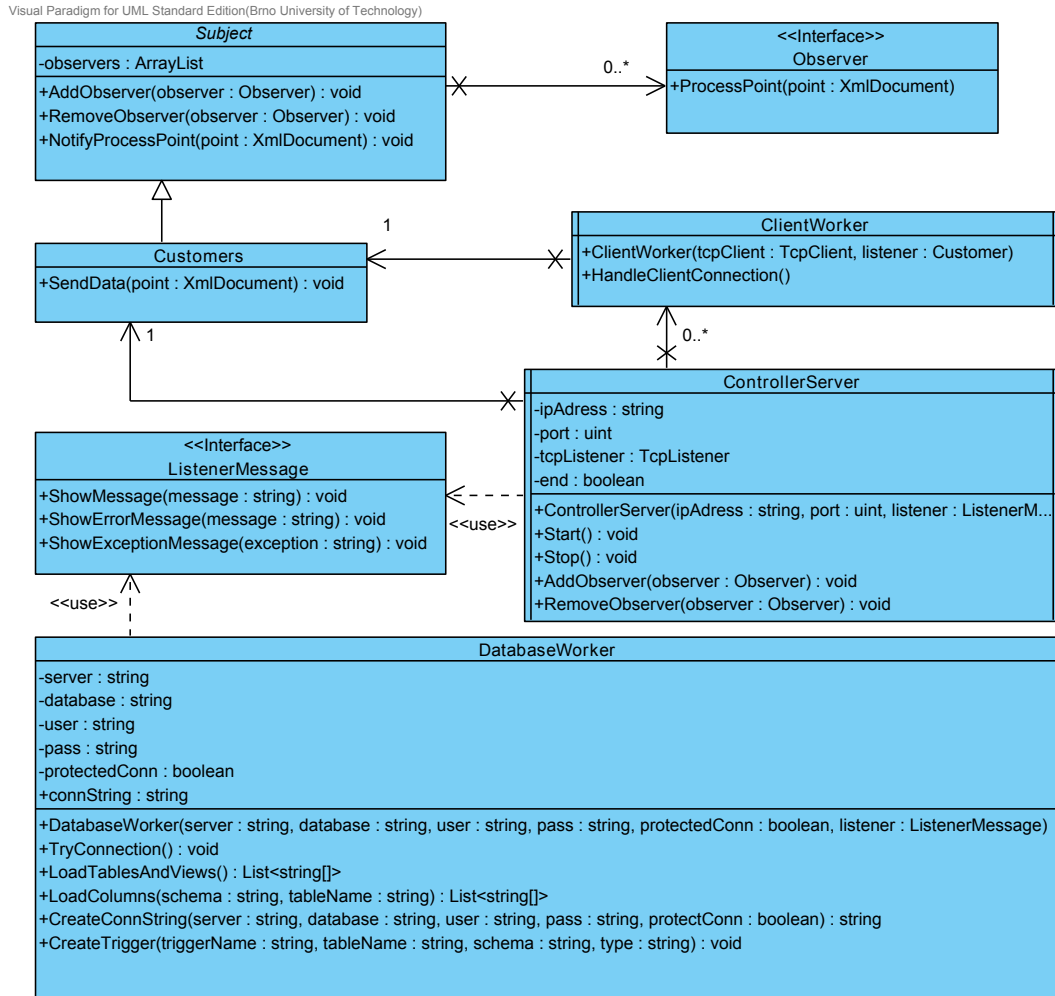 Visual Paradigm for UML Standard Edition(Brno University of Technology)
Subject
-observers : ArrayList
+AddObserver(observer : Observer) : void
+RemoveObserver(observer : Observer) : void
+NotifyProcessPoint(point : XmlDocument) : void
0..*
<<Interface>>
Observer
+ProcessPoint(point : XmlDocument)
Customers
+SendData(point : XmlDocument) : void
1
ClientWorker
+ClientWorker(tcpClient : TcpClient, listener : Customer)
+HandleClientConnection()
1
0..*
ControllerServer
-ipAdress : string
-port : uint
-tcpListener : TcpListener
-end : boolean
+ControllerServer(ipAdress : string, port : uint, listener : ListenerM...
+Start() : void
+Stop() : void
+AddObserver(observer : Observer) : void
+RemoveObserver(observer : Observer) : void
<<Interface>>
ListenerMessage
+ShowMessage(message : string) : void
+ShowErrorMessage(message : string) : void
+ShowExceptionMessage(exception : string) : void
<<use>>
<<use>>
DatabaseWorker
-server : string
-database : string
-user : string
-pass : string
-protectedConn : boolean
+connString : string
+DatabaseWorker(server : string, database : string, user : string, pass : string, protectedConn : boolean, listener : ListenerMessage)
+TryConnection() : void
+LoadTablesAndViews() : List<string[]>
+LoadColumns(schema : string, tableName : string) : List<string[]>
+CreateConnString(server : string, database : string, user : string, pass : string, protectConn : boolean) : string
+CreateTrigger(triggerName : string, tableName : string, schema : string, type : string) : void